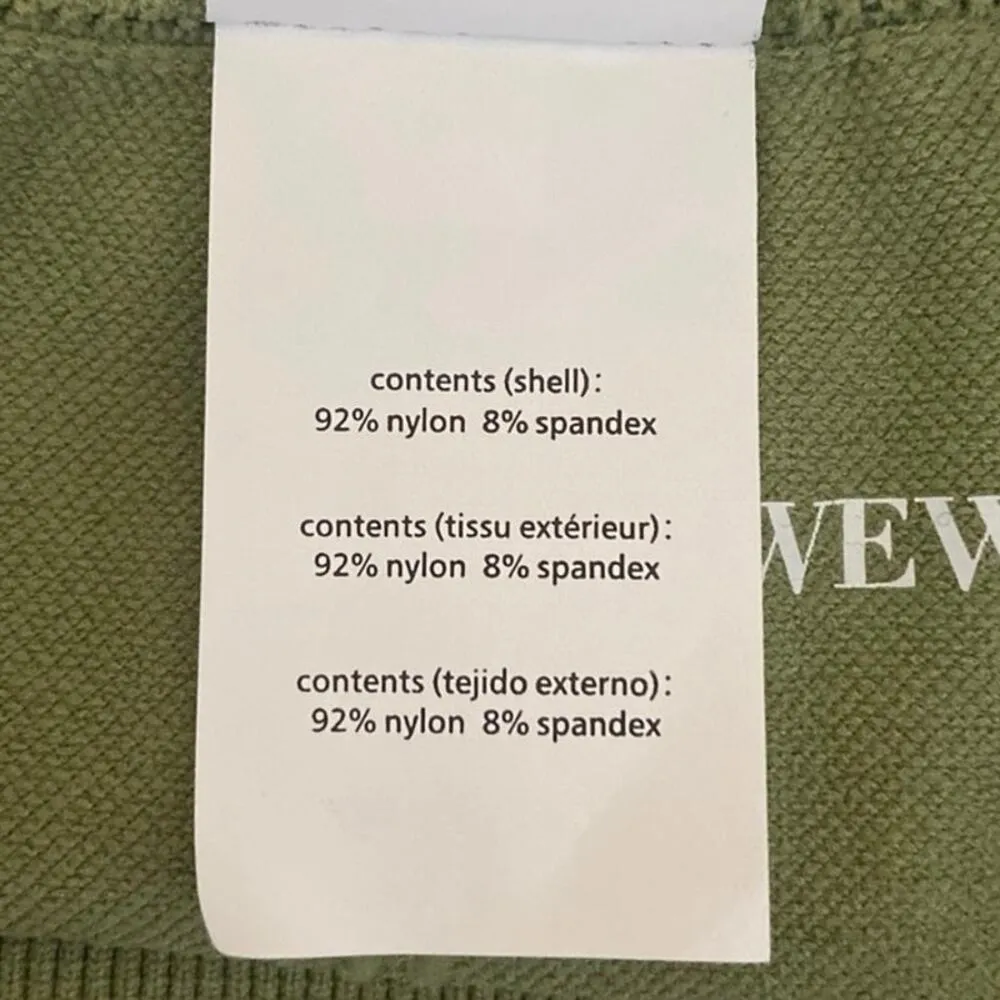 contents (shell):
92% nylon 8% spandex
contents (tissu extérieur):
92% nylon 8% spandex
contents (tejido externo):
92% nylon 8% spandex